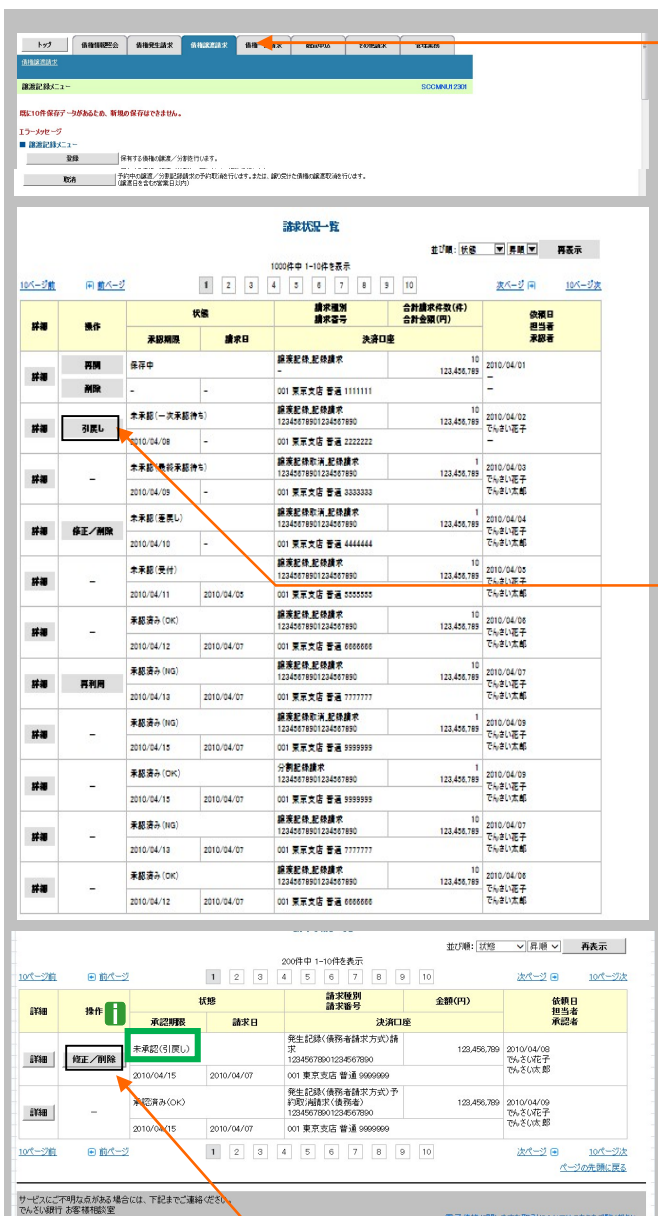 トップ 債権情報照会 債権発生請求 債権譲渡請求
債権譲渡請求
譲渡記録メニュー SCCMNU12301
既に10件保存データがあるため、新規の保存はできません。
エラーメッセージ
■ 譲渡記録メニュー
登録 保有する債権の譲渡／分割を行います。
取消 予約中の譲渡／分割記録請求の予約取消を行います。または、譲り受けた債権の譲渡取消を行います。
(譲渡日を含む5営業日以内)
請求状況一覧
並び順: 状態 昇順 再表示
1000件中 1-10件を表示
10ページ前 前ページ 1 2 3 4 5 6 7 8 9 10 次ページ 10ページ次
詳細 操作 状態 請求種別 請求番号 合計請求件数(件) 合計金額(円) 依頼日 担当者 承認者
承認期限 請求日 決済口座
詳細 再開 保存中 譲渡記録_記録請求 10 2010/04/01
- 123,456,789 -
削除 - - 001 東京支店 普通 1111111 -
詳細 引戻し 未承認(一次承認待ち) 譲渡記録_記録請求 10 2010/04/02
12345678901234567890 123,456,789 でんさい花子
2010/04/08 - 001 東京支店 普通 2222222 -
詳細 - 未承認(最終承認待ち) 譲渡記録取消_記録請求 1 2010/04/03
12345678901234567890 123,456,789 でんさい花子
2010/04/09 - 001 東京支店 普通 3333333 でんさい太郎
詳細 修正／削除 未承認(差戻し) 譲渡記録取消_記録請求 1 2010/04/04
12345678901234567890 123,456,789 でんさい花子
2010/04/10 - 001 東京支店 普通 4444444 でんさい太郎
詳細 - 未承認(受付) 譲渡記録_記録請求 10 2010/04/05
12345678901234567890 123,456,789 でんさい花子
2010/04/11 2010/04/05 001 東京支店 普通 5555555 でんさい太郎
詳細 - 承認済み(OK) 譲渡記録_記録請求 10 2010/04/06
12345678901234567890 123,456,789 でんさい花子
2010/04/12 2010/04/07 001 東京支店 普通 6666666 でんさい太郎
詳細 再利用 承認済み(NG) 譲渡記録_記録請求 10 2010/04/07
12345678901234567890 123,456,789 でんさい花子
2010/04/13 2010/04/07 001 東京支店 普通 7777777 でんさい太郎
詳細 - 承認済み(NG) 譲渡記録取消_記録請求 1 2010/04/09
12345678901234567890 123,456,789 でんさい花子
2010/04/15 2010/04/07 001 東京支店 普通 9999999 でんさい太郎
詳細 - 承認済み(OK) 分割記録請求 1 2010/04/09
12345678901234567890 123,456,789 でんさい花子
2010/04/15 2010/04/07 001 東京支店 普通 9999999 でんさい太郎
詳細 - 承認済み(NG) 譲渡記録_記録請求 10 2010/04/07
12345678901234567890 123,456,789 でんさい花子
2010/04/13 2010/04/07 001 東京支店 普通 7777777 でんさい太郎
詳細 - 承認済み(OK) 譲渡記録_記録請求 10 2010/04/06
12345678901234567890 123,456,789 でんさい花子
2010/04/12 2010/04/07 001 東京支店 普通 6666666 でんさい太郎
並び順: 状態 昇順 再表示
200件中 1-10件を表示
10ページ前 前ページ 1 2 3 4 5 6 7 8 9 10 次ページ 10ページ次
詳細 操作 i 状態 請求種別 請求番号 金額(円) 依頼日 担当者 承認者
承認期限 請求日 決済口座
詳細 修正／削除 未承認(引戻し) 発生記録(債務者請求方式)請求 123,456,789 2010/04/08
12345678901234567890 でんさい花子
2010/04/15 2010/04/07 001 東京支店 普通 9999999 でんさい太郎
詳細 - 承認済み(OK) 発生記録(債務者請求方式)予約取消請求(債務者) 123,456,789 2010/04/09
12345678901234567890 でんさい花子
2010/04/15 2010/04/07 001 東京支店 普通 9999999 でんさい太郎
10ページ前 前ページ 1 2 3 4 5 6 7 8 9 10 次ページ 10ページ次
ページの先頭に戻る
サービスにご不明な点がある場合には、下記までご連絡ください。
でんさい銀行 お客様相談室